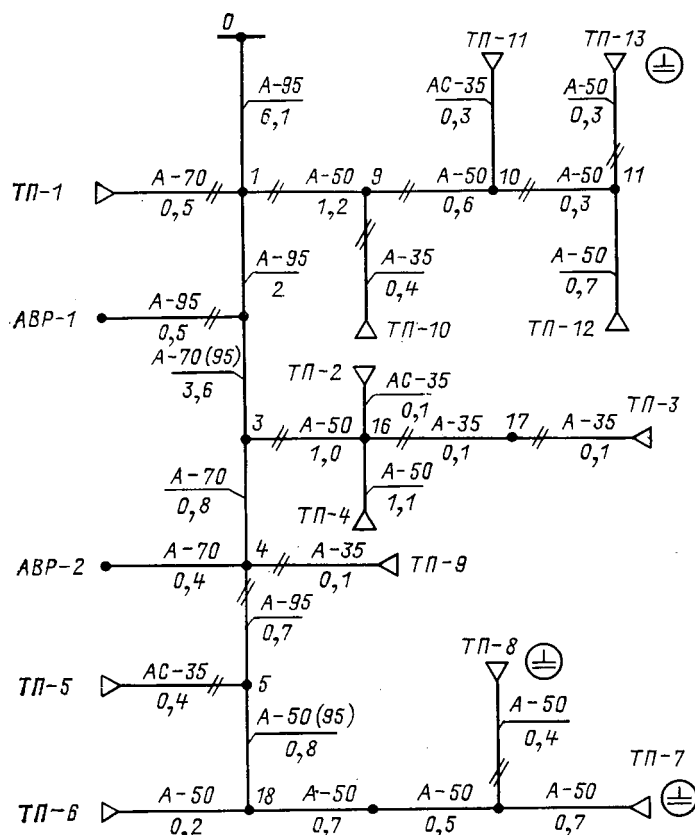 0
ТП-11
ТП-13
А-95
6,1
АС-35
0,3
А-50
0,3
ТП-1
А-70
0,5
1
А-50
1,2
9
А-50
0,6
10
А-50
0,3
11
А-95
2
А-35
0,4
А-50
0,7
АВР-1
А-95
0,5
ТП-10
ТП-12
А-70(95)
3,6
ТП-2
АС-35
0,1
ТП-3
3
А-50
1,0
16
А-35
0,1
17
А-35
0,1
А-70
0,8
А-50
1,1
ТП-4
АВР-2
А-70
0,4
4
А-35
0,1
ТП-9
А-95
0,7
ТП-8
ТП-5
АС-35
0,4
5
А-50(95)
0,8
А-50
0,4
ТП-7
ТП-6
А-50
0,2
18
А-50
0,7
А-50
0,5
А-50
0,7